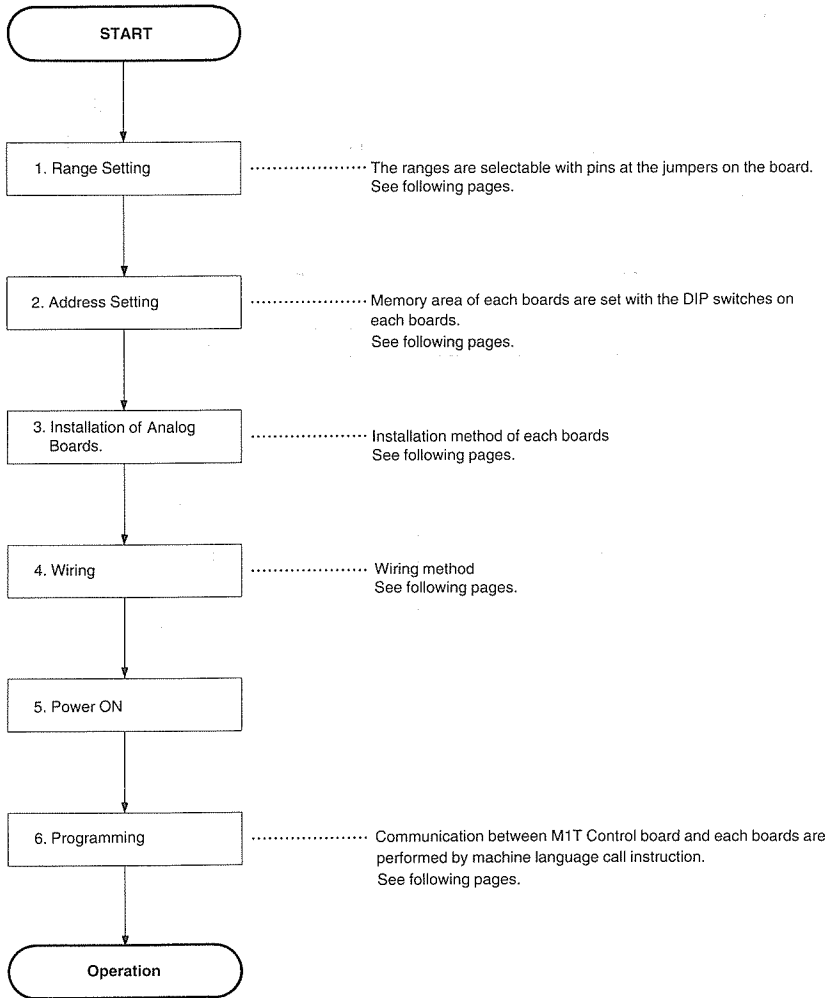 START
1. Range Setting
The ranges are selectable with pins at the jumpers on the board.
See following pages.
2. Address Setting
Memory area of each boards are set with the DIP switches on
each boards.
See following pages.
3. Installation of Analog
Boards.
Installation method of each boards
See following pages.
4. Wiring
Wiring method
See following pages.
5. Power ON
6. Programming
Communication between M1T Control board and each boards are
performed by machine language call instruction.
See following pages.
Operation